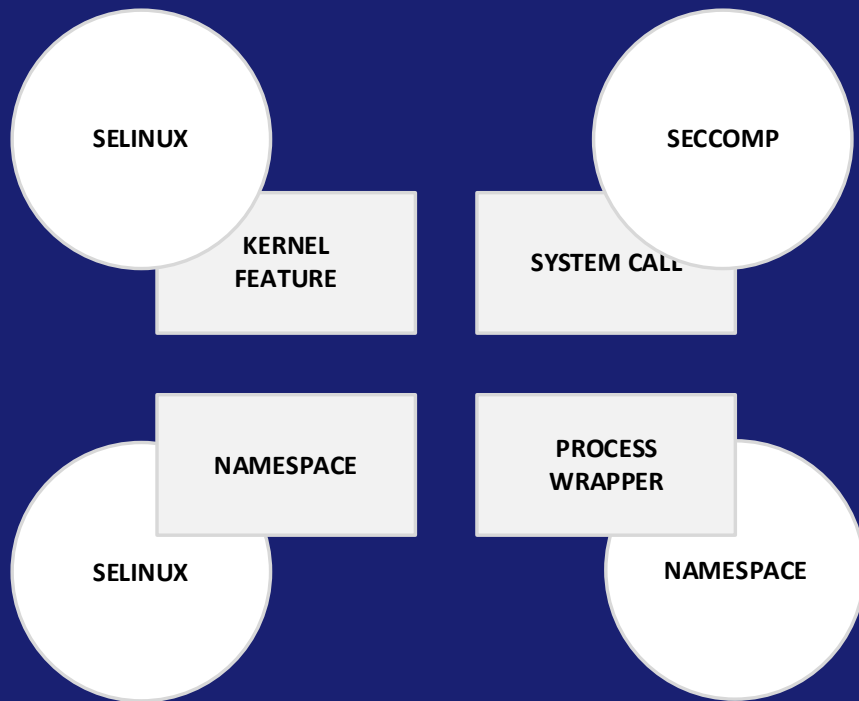 SELINUX
SECCOMP
KERNEL
FEATURE
SYSTEM CALL
NAMESPACE
PROCESS
WRAPPER
SELINUX
NAMESPACE